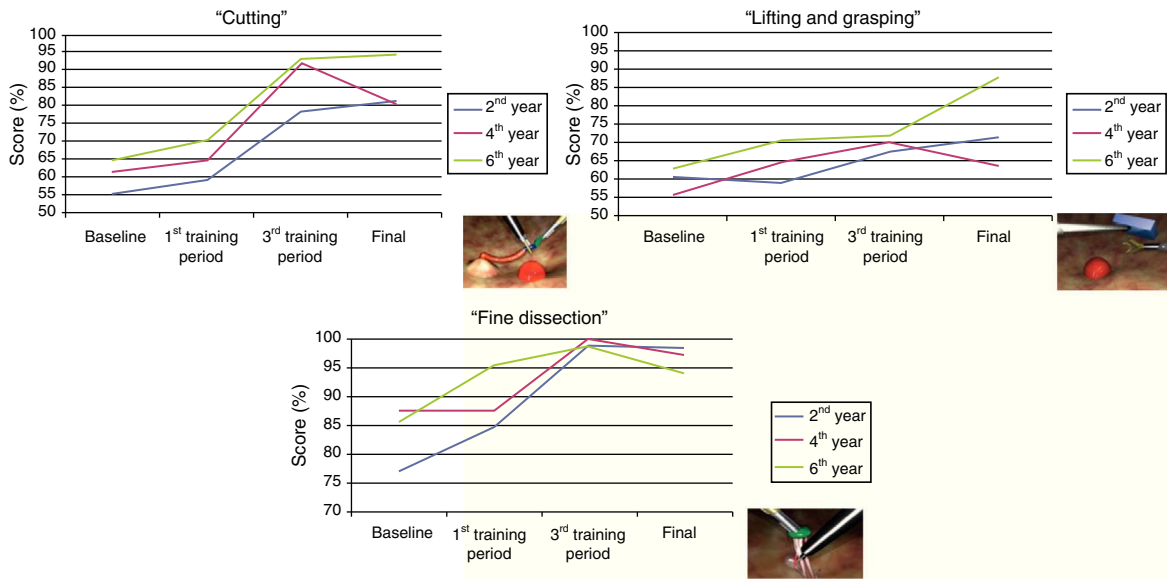 “Cutting”
100
95
90
85
80
75
70
65
60
55
50
Score (%)
Baseline
1st training
period
3rd training
period
Final
2nd year
4th year
6th year
“Lifting and grasping”
100
95
90
85
80
75
70
65
60
55
50
Score (%)
Baseline
1st training
period
3rd training
period
Final
2nd year
4th year
6th year
“Fine dissection”
100
95
90
85
80
75
70
Score (%)
Baseline
1st training
period
3rd training
period
Final
2nd year
4th year
6th year